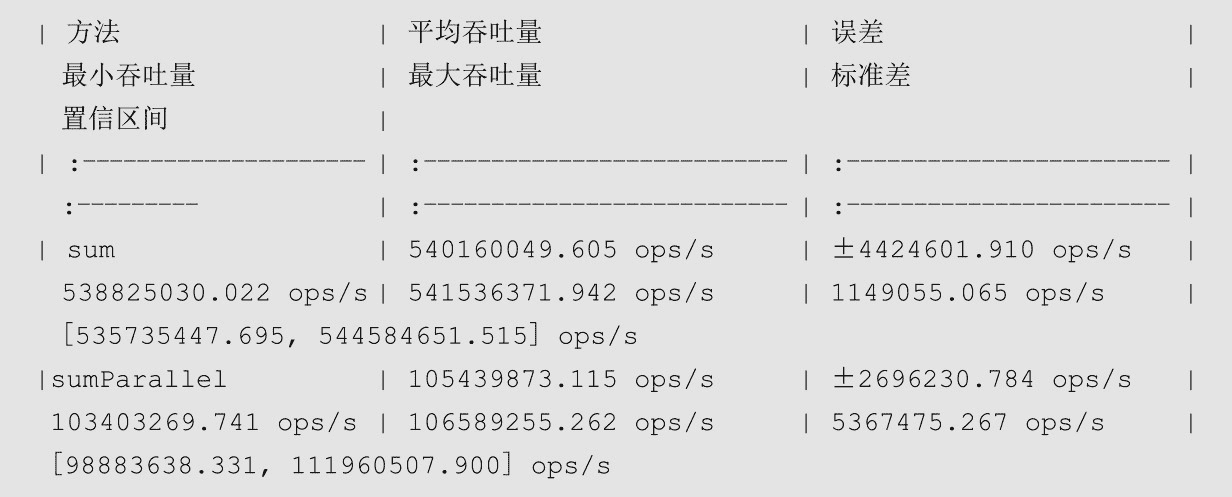 | 方法 | 平均吞吐量 | 误差 |
最小吞吐量 | 最大吞吐量 | 标准差 |
置信区间 |
| :--------------------- | :--------------------------- | :------------------------ |
:--------- | :--------------------------- | :------------------------ |
| sum | 540160049.605 ops/s | ±4424601.910 ops/s |
538825030.022 ops/s | 541536371.942 ops/s | 1149055.065 ops/s |
[535735447.695, 544584651.515] ops/s
|sumParallel | 105439873.115 ops/s | ±2696230.784 ops/s |
103403269.741 ops/s | 106589255.262 ops/s | 5367475.267 ops/s |
[98883638.331, 111960507.900] ops/s